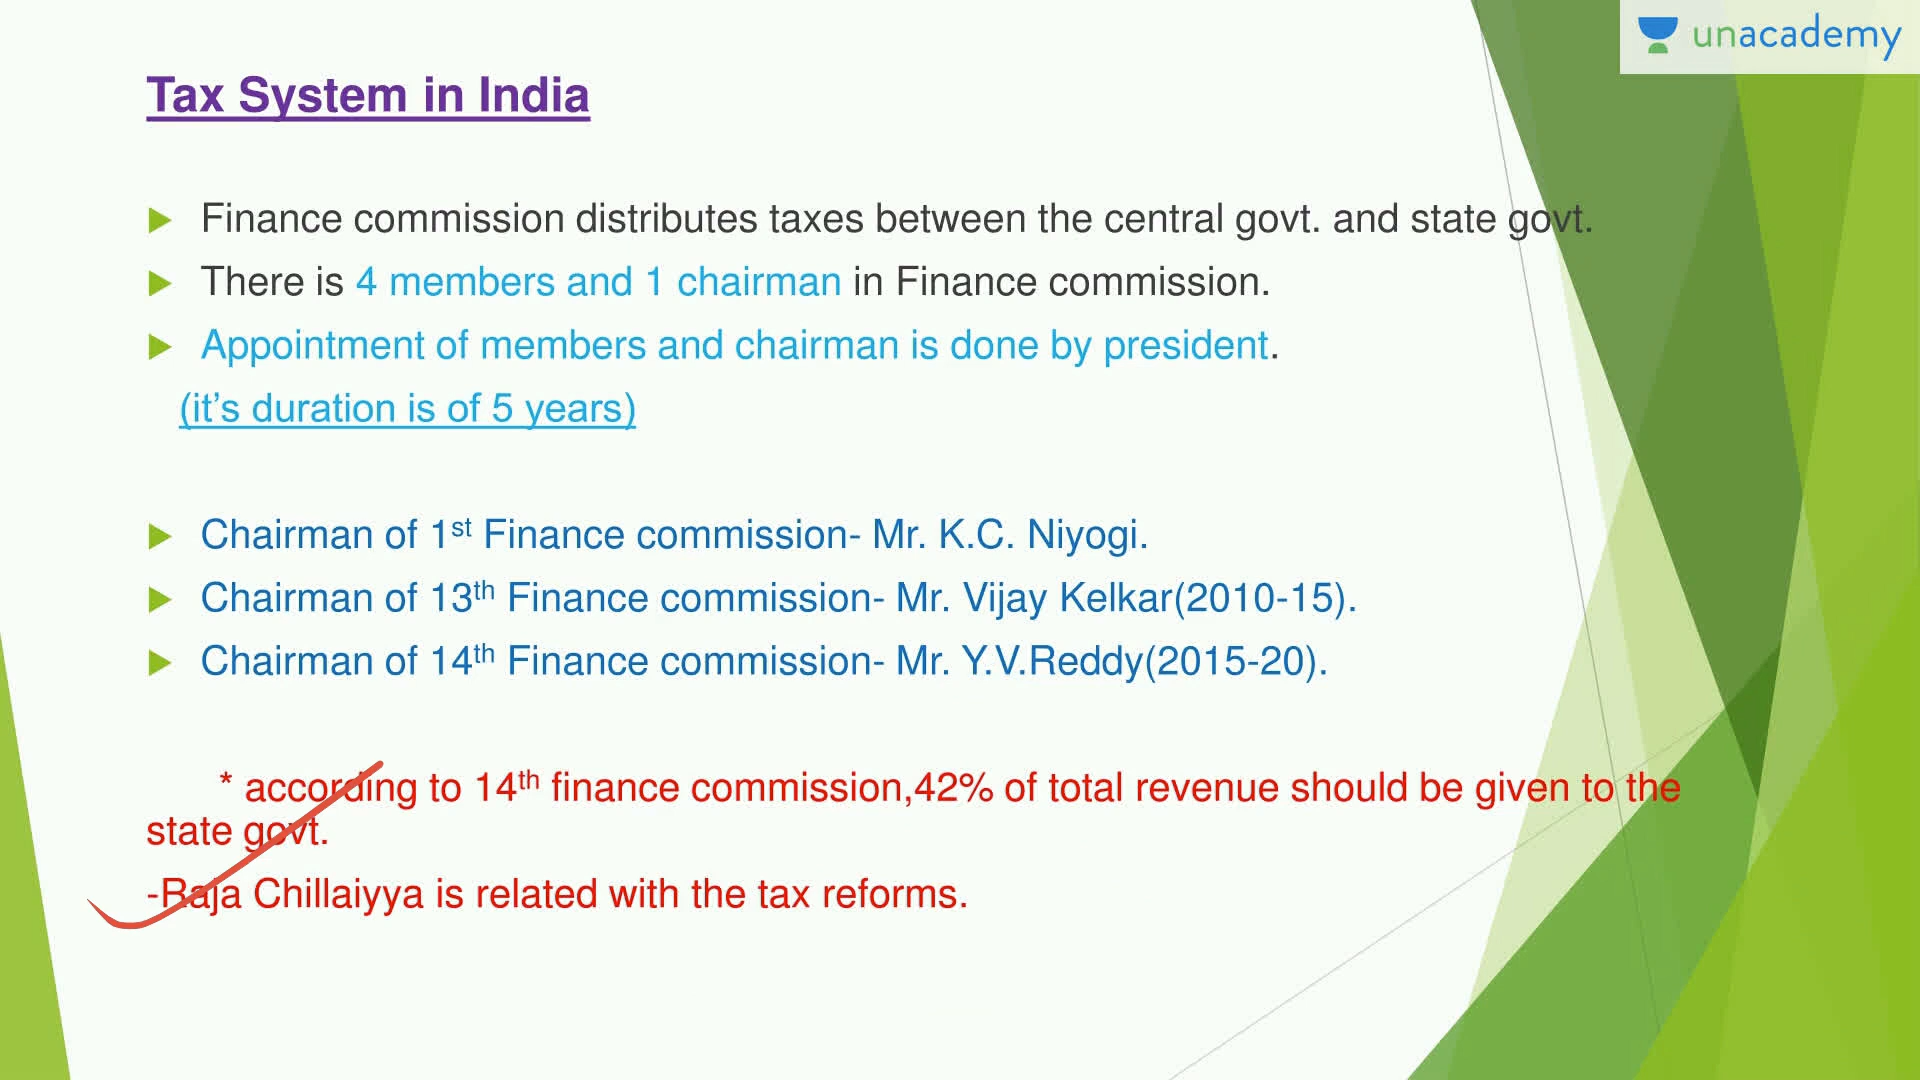 unacademy
Tax System in India
Finance commission distributes taxes between the central govt. and state govt.
There is 4 members and 1 chairman in Finance commission.
Appointment of members and chairman is done by president.
(it’s duration is of 5 years)
Chairman of 1st Finance commission- Mr. K.C. Niyogi.
Chairman of 13th Finance commission- Mr. Vijay Kelkar(2010-15).
Chairman of 14th Finance commission- Mr. Y.V.Reddy(2015-20).
* according to 14th finance commission,42% of total revenue should be given to the
state govt.
-Raja Chillaiyya is related with the tax reforms.